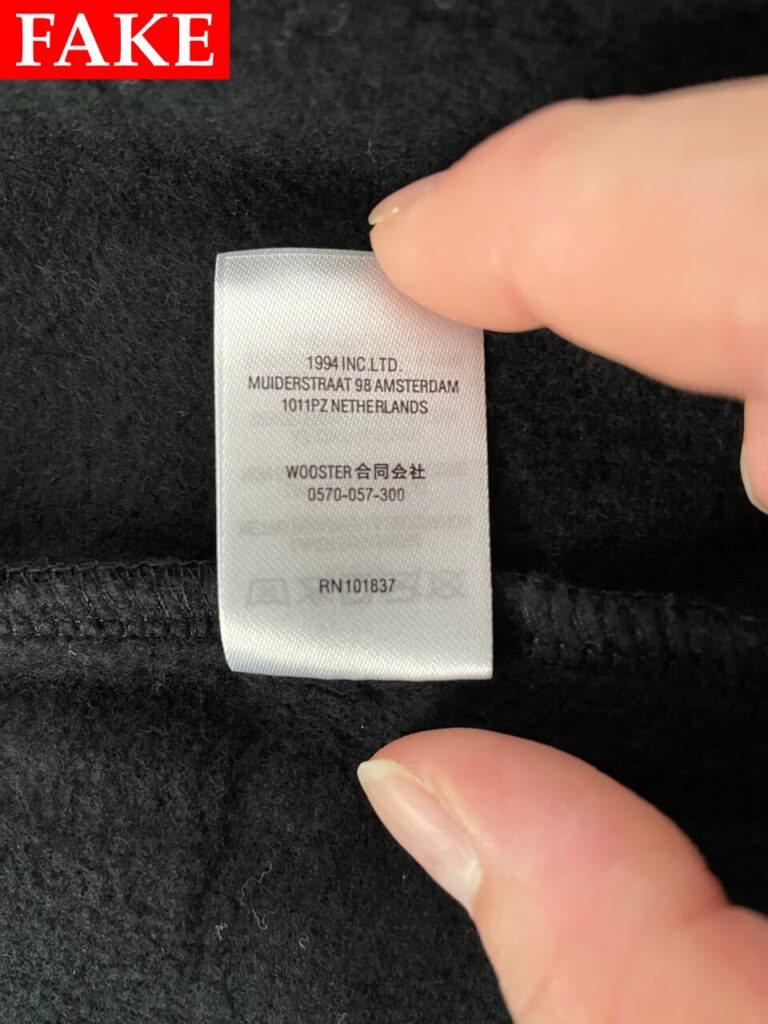 FAKE
1994 INC.LTD.
MUIDERSTRAAT 98 AMSTERDAM
1011PZ NETHERLANDS
WOOSTER合同会社
0570-057-300
RN101837